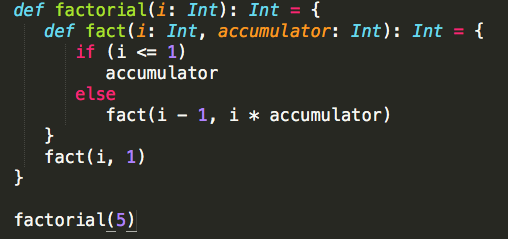 def factorial(i: Int): Int = {
def fact(i: Int, accumulator: Int): Int = {
if (i <= 1)
accumulator
else
fact(i - 1, i * accumulator)
}
fact(i, 1)
}
factorial(5)